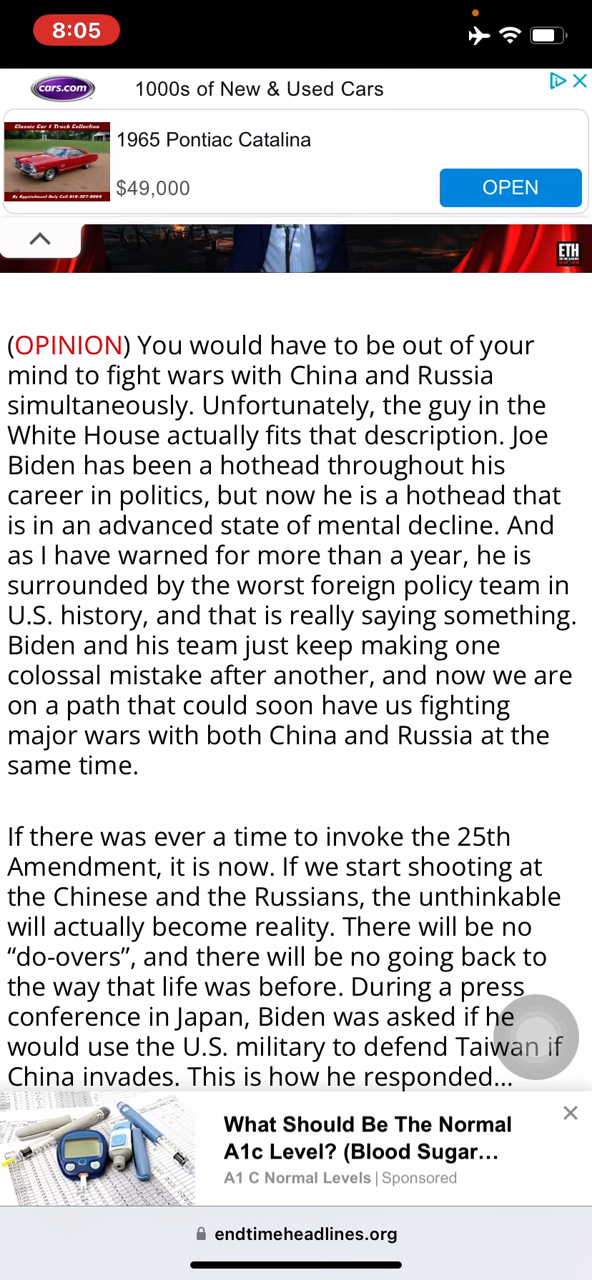 8:05
cars.com
1000s of New & Used Cars
Classic Car & Truck Collection
1965 Pontiac Catalina
$49,000
OPEN
ETH
(OPINION) You would have to be out of your
mind to fight wars with China and Russia
simultaneously. Unfortunately, the guy in the
White House actually fits that description. Joe
Biden has been a hothead throughout his
career in politics, but now he is a hothead that
is in an advanced state of mental decline. And
as I have warned for more than a year, he is
surrounded by the worst foreign policy team in
U.S. history, and that is really saying something.
Biden and his team just keep making one
colossal mistake after another, and now we are
on a path that could soon have us fighting
major wars with both China and Russia at the
same time.
If there was ever a time to invoke the 25th
Amendment, it is now. If we start shooting at
the Chinese and the Russians, the unthinkable
will actually become reality. There will be no
“do-overs”, and there will be no going back to
the way that life was before. During a press
conference in Japan, Biden was asked if he
would use the U.S. military to defend Taiwan if
China invades. This is how he responded...
What Should Be The Normal
A1c Level? (Blood Sugar...
A1 C Normal Levels | Sponsored
endtimeheadlines.org